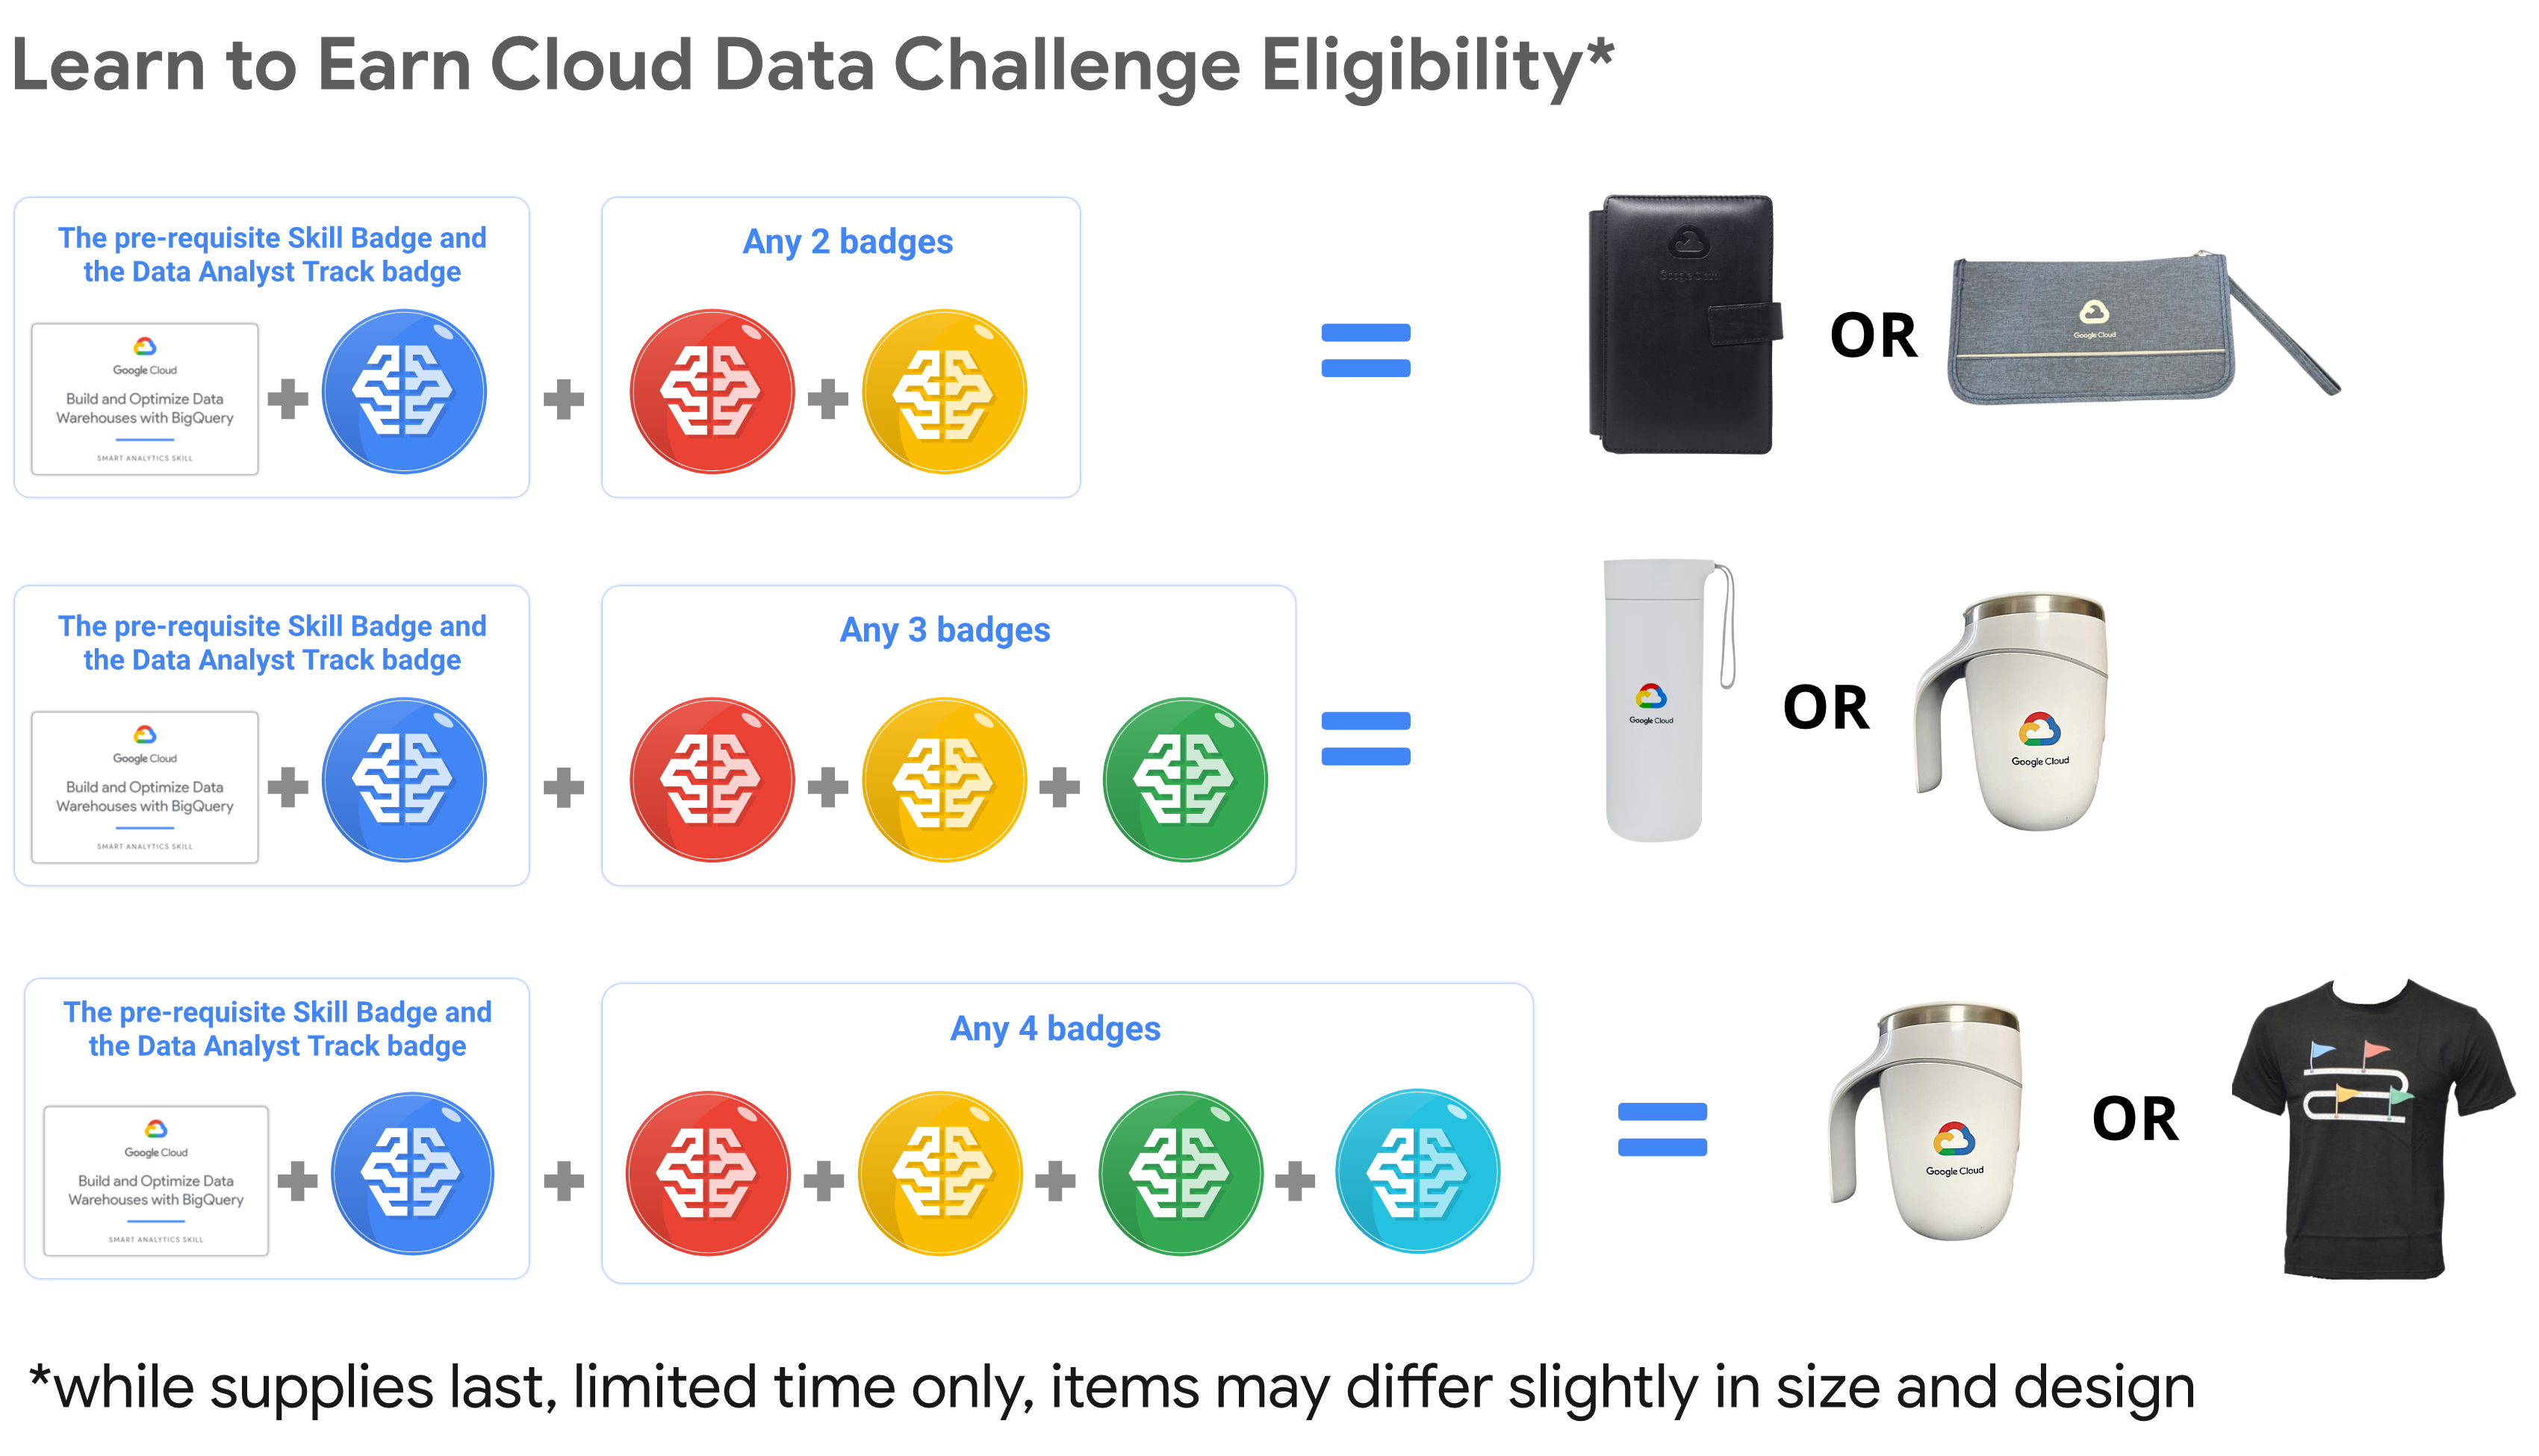 Learn to Earn Cloud Data Challenge Eligibility*
The pre-requisite Skill Badge and
the Data Analyst Track badge
Google Cloud
Build and Optimize Data
Warehouses with BigQuery
SMART ANALYTICS SKILL
Any 2 badges
Google Cloud
OR
Google Cloud
The pre-requisite Skill Badge and
the Data Analyst Track badge
Google Cloud
Build and Optimize Data
Warehouses with BigQuery
SMART ANALYTICS SKILL
Any 3 badges
Google Cloud
OR
Google Cloud
The pre-requisite Skill Badge and
the Data Analyst Track badge
Google Cloud
Build and Optimize Data
Warehouses with BigQuery
SMART ANALYTICS SKILL
Any 4 badges
Google Cloud
OR
*while supplies last, limited time only, items may differ slightly in size and design